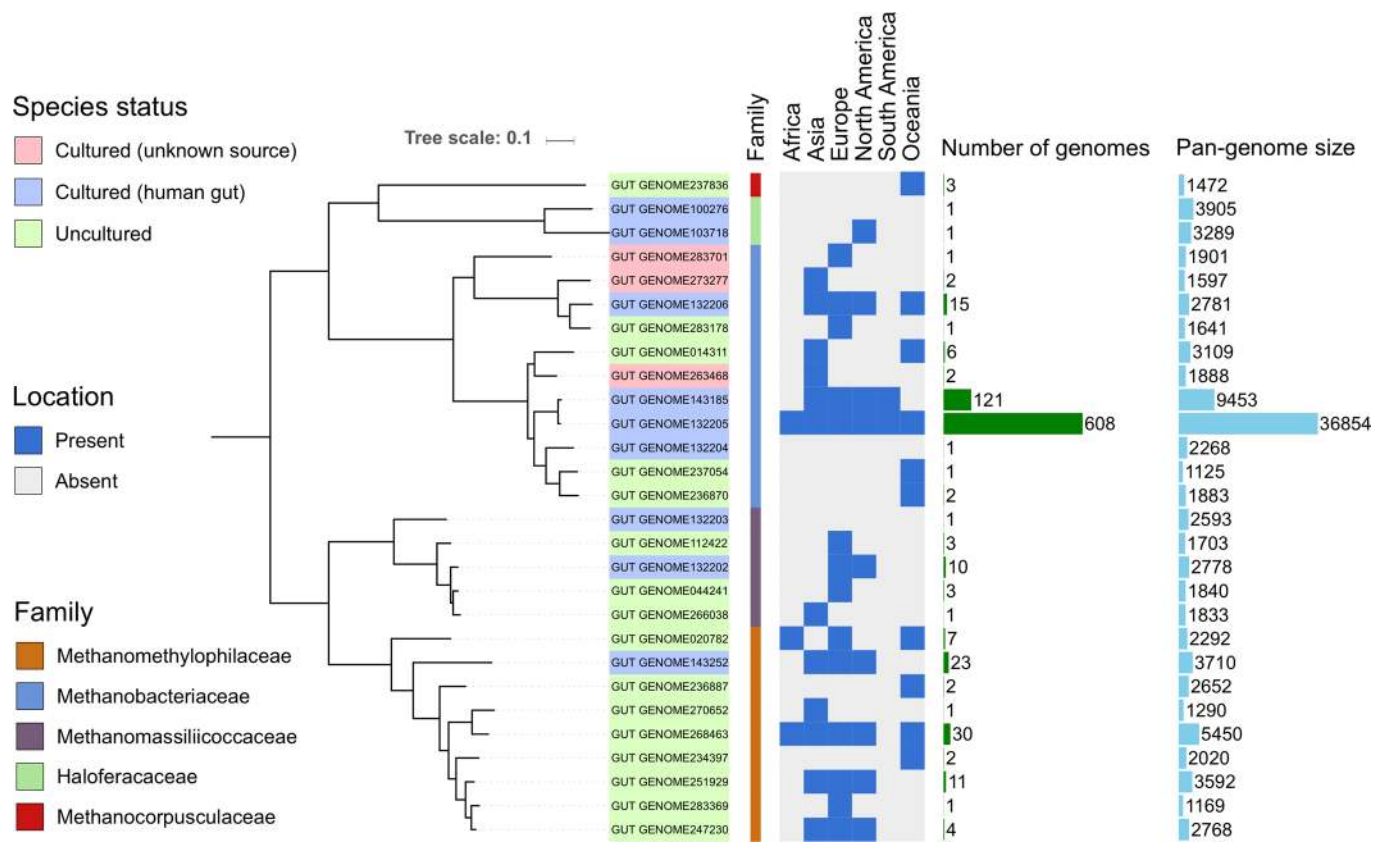 Species status
Cultured (unknown source)
Cultured (human gut)
Uncultured
Location
Present
Absent
Family
Methanomethylophilaceae
Methanobacteriaceae
Methanomassiliicoccaceae
Haloferacaceae
Methanocorpusculaceae
Tree scale: 0.1
Family
Africa
Asia
Europe
North America
South America
Oceania
Number of genomes
Pan-genome size
GUT GENOME237836 3 1472
GUT GENOME100276 1 3905
GUT GENOME103718 1 3289
GUT GENOME283701 1 1901
GUT GENOME273277 2 1597
GUT GENOME132206 15 2781
GUT GENOME283178 1 1641
GUT GENOME014311 6 3109
GUT GENOME263468 2 1888
GUT GENOME143185 121 9453
GUT GENOME132205 608 36854
GUT GENOME132204 1 2268
GUT GENOME237054 1 1125
GUT GENOME236870 2 1883
GUT GENOME132203 1 2593
GUT GENOME112422 3 1703
GUT GENOME132202 10 2778
GUT GENOME044241 3 1840
GUT GENOME266038 1 1833
GUT GENOME020782 7 2292
GUT GENOME143252 23 3710
GUT GENOME236887 2 2652
GUT GENOME270652 1 1290
GUT GENOME268463 30 5450
GUT GENOME234397 2 2020
GUT GENOME251929 11 3592
GUT GENOME283369 1 1169
GUT GENOME247230 4 2768